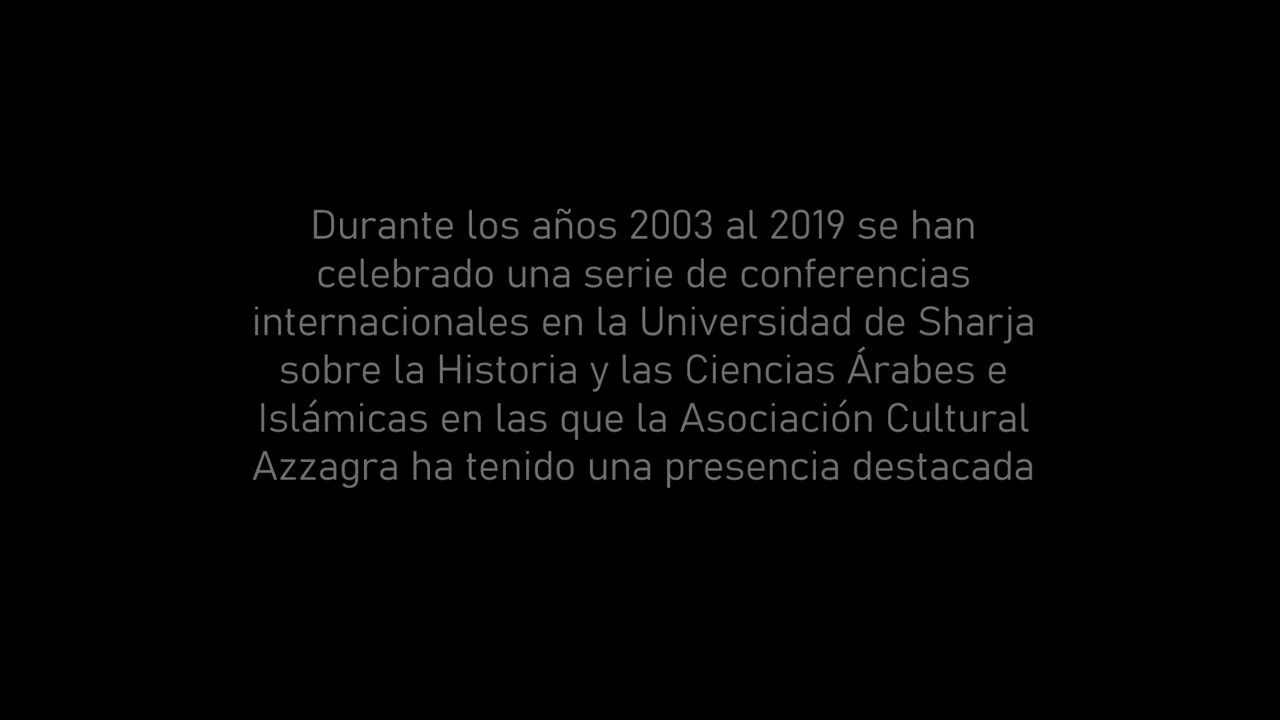 Durante los años 2003 al 2019 se han
celebrado una serie de conferencias
internacionales en la Universidad de Sharja
sobre la Historia y las Ciencias Árabes e
Islámicas en las que la Asociación Cultural
Azzagra ha tenido una presencia destacada